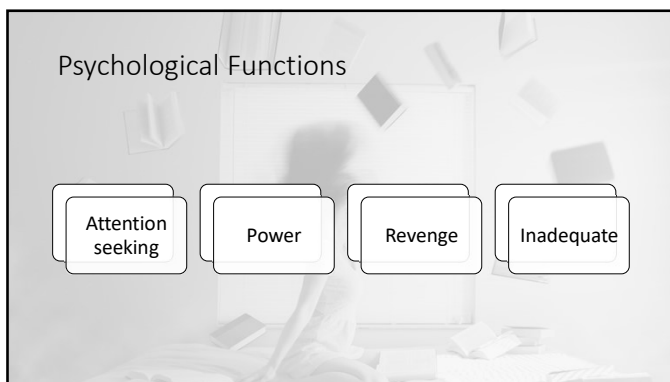 Psychological Functions
Attention
seeking
Power
Revenge
Inadequate